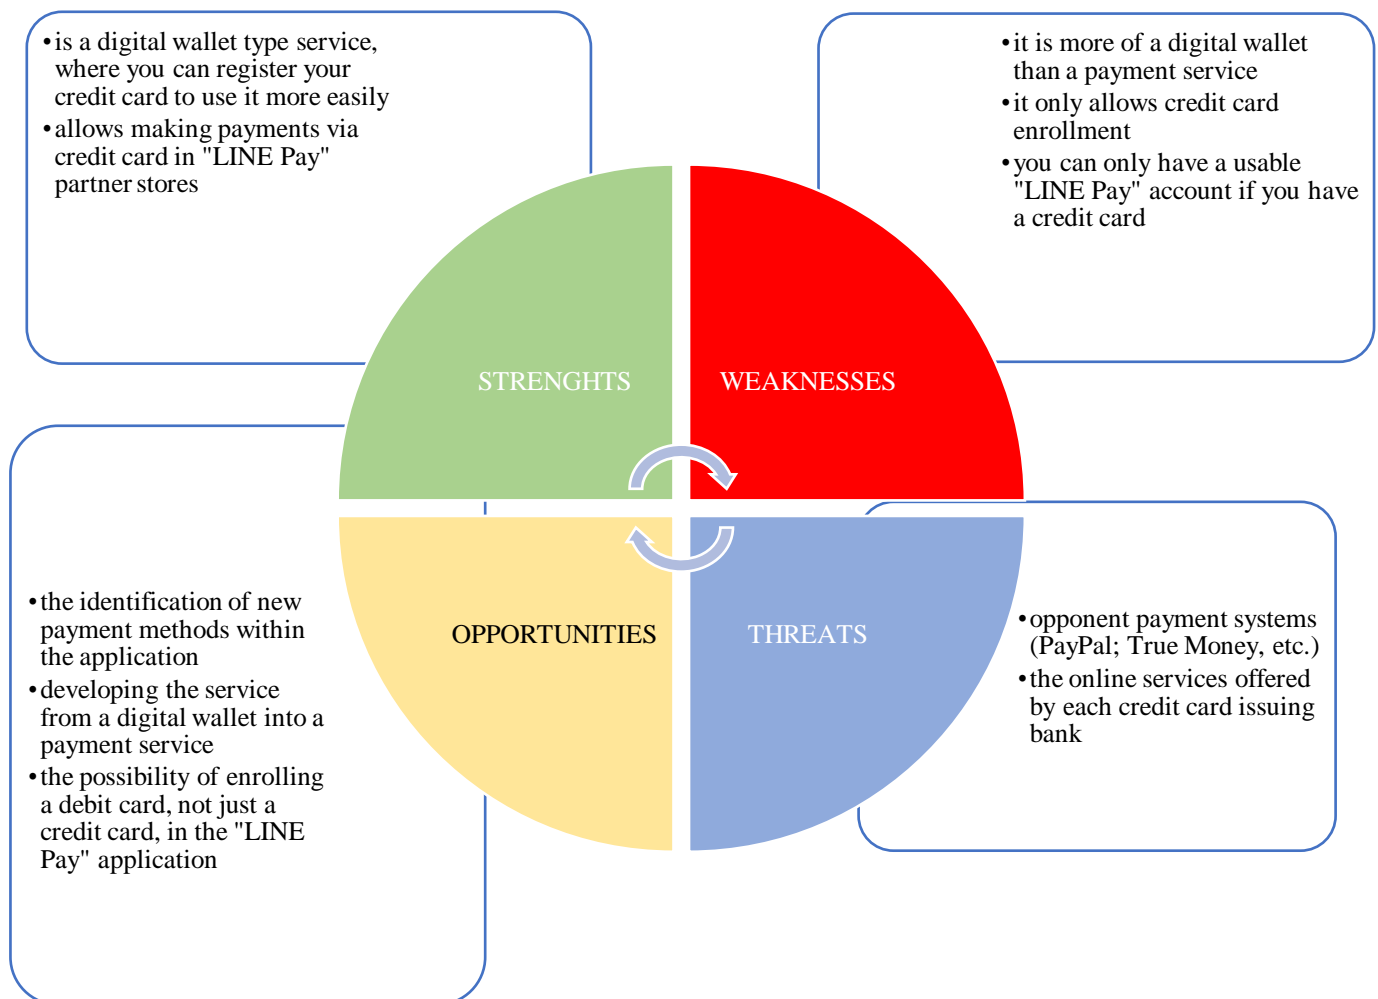 • is a digital wallet type service,
where you can register your
credit card to use it more easily
• allows making payments via
credit card in "LINE Pay"
partner stores
• it is more of a digital wallet
than a payment service
• it only allows credit card
enrollment
• you can only have a usable
"LINE Pay" account if you have
a credit card
STRENGHTS
WEAKNESSES
• the identification of new
payment methods within
the application
• developing the service
from a digital wallet into a
payment service
• the possibility of enrolling
a debit card, not just a
credit card, in the "LINE
Pay" application
OPPORTUNITIES
THREATS
• opponent payment systems
(PayPal; True Money, etc.)
• the online services offered
by each credit card issuing
bank